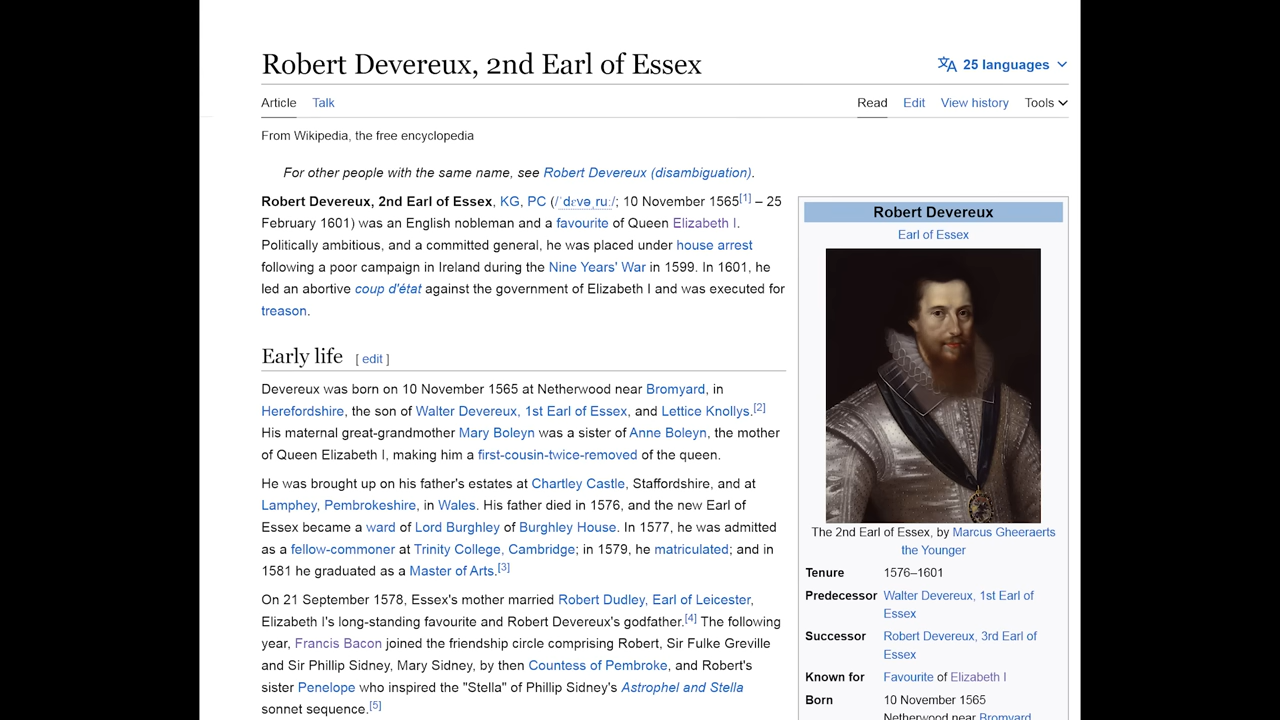 Robert Devereux, 2nd Earl of Essex
25 languages
Article Talk
Read Edit View history Tools
From Wikipedia, the free encyclopedia
For other people with the same name, see Robert Devereux (disambiguation).
Robert Devereux, 2nd Earl of Essex, KG, PC (/ˈdɛvəˌruː/; 10 November 1565[1] – 25
February 1601) was an English nobleman and a favourite of Queen Elizabeth I.
Politically ambitious, and a committed general, he was placed under house arrest
following a poor campaign in Ireland during the Nine Years' War in 1599. In 1601, he
led an abortive coup d'état against the government of Elizabeth I and was executed for
treason.
Early life [ edit ]
Devereux was born on 10 November 1565 at Netherwood near Bromyard, in
Herefordshire, the son of Walter Devereux, 1st Earl of Essex, and Lettice Knollys.[2]
His maternal great-grandmother Mary Boleyn was a sister of Anne Boleyn, the mother
of Queen Elizabeth I, making him a first-cousin-twice-removed of the queen.
He was brought up on his father's estates at Chartley Castle, Staffordshire, and at
Lamphey, Pembrokeshire, in Wales. His father died in 1576, and the new Earl of
Essex became a ward of Lord Burghley of Burghley House. In 1577, he was admitted
as a fellow-commoner at Trinity College, Cambridge; in 1579, he matriculated; and in
1581 he graduated as a Master of Arts.[3]
On 21 September 1578, Essex's mother married Robert Dudley, Earl of Leicester,
Elizabeth I's long-standing favourite and Robert Devereux's godfather.[4] The following
year, Francis Bacon joined the friendship circle comprising Robert, Sir Fulke Greville
and Sir Phillip Sidney, Mary Sidney, by then Countess of Pembroke, and Robert's
sister Penelope who inspired the "Stella" of Phillip Sidney's Astrophel and Stella
sonnet sequence.[5]
Robert Devereux
Earl of Essex
The 2nd Earl of Essex, by Marcus Gheeraerts
the Younger
Tenure 1576–1601
Predecessor Walter Devereux, 1st Earl of
Essex
Successor Robert Devereux, 3rd Earl of
Essex
Known for Favourite of Elizabeth I
Born 10 November 1565
Netherwood near Bromyard,